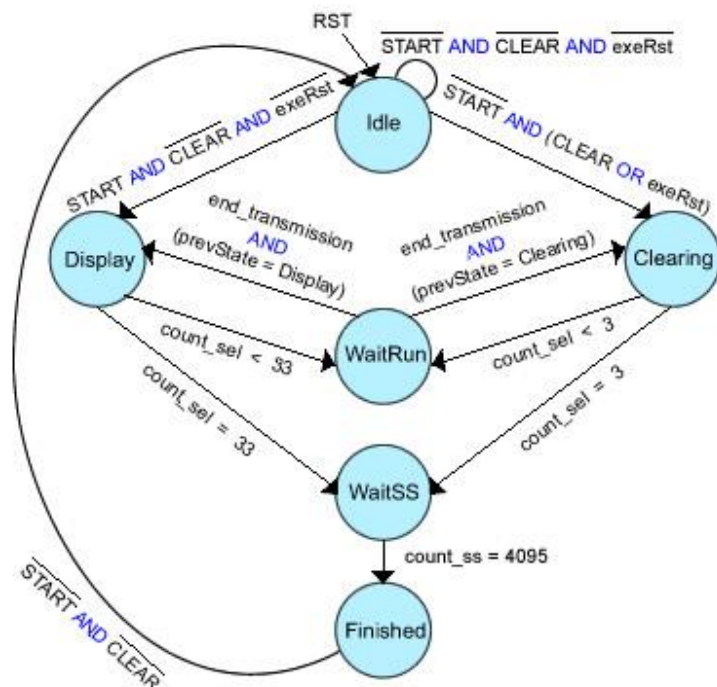 RST
START AND CLEAR AND exeRst
Idle
START AND CLEAR AND exeRst
START AND (CLEAR OR exeRst)
end_transmission
AND
(prevState = Display)
end_transmission
AND
(prevState = Clearing)
Display
Clearing
WaitRun
count_sel < 33
count_sel < 3
count_sel = 33
count_sel = 3
WaitSS
count_ss = 4095
Finished
START AND CLEAR